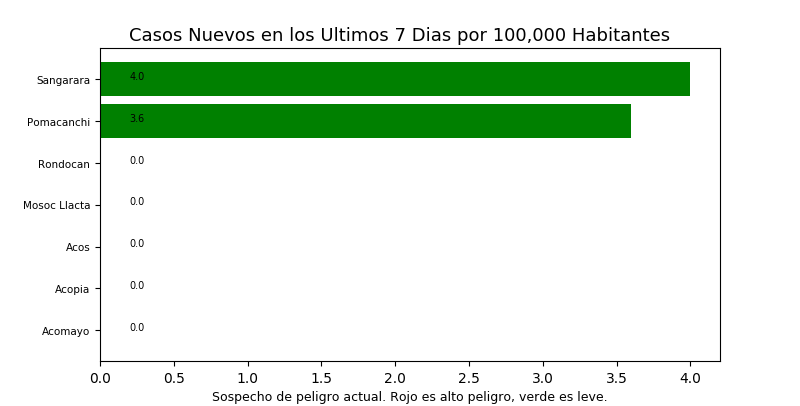 Casos Nuevos en los Ultimos 7 Dias por 100,000 Habitantes
Sangarara 4.0
Pomacanchi 3.6
Rondocan 0.0
Mosoc Llacta 0.0
Acos 0.0
Acopia 0.0
Acomayo 0.0
0.0 0.5 1.0 1.5 2.0 2.5 3.0 3.5 4.0
Sospecho de peligro actual. Rojo es alto peligro, verde es leve.